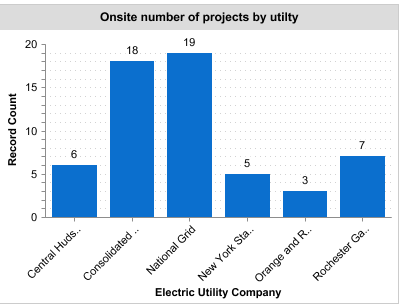 Onsite number of projects by utilty
Record Count
20
15
10
5
0
6
18
19
5
3
7
Central Huds..
Consolidated ..
National Grid
New York Sta..
Orange and R..
Rochester Ga..
Electric Utility Company